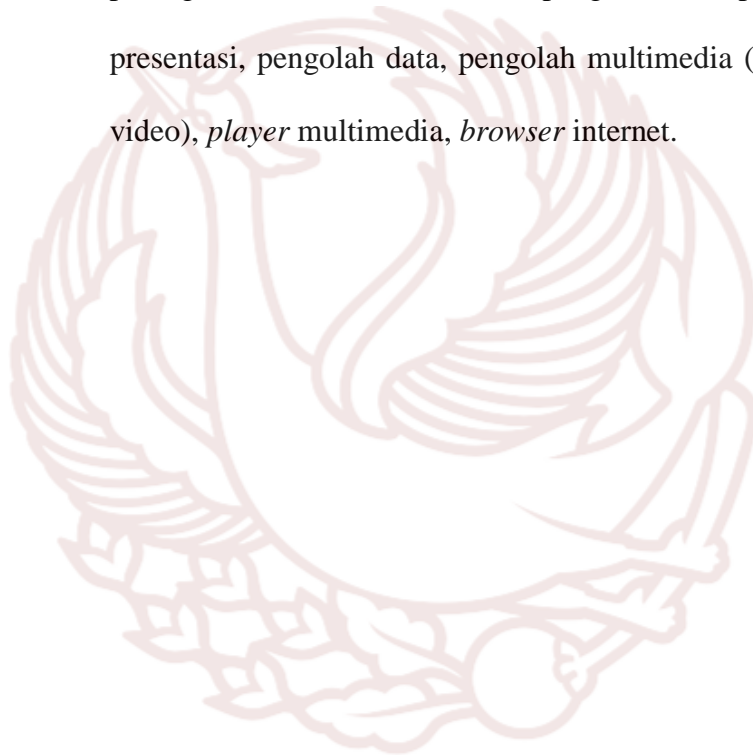 presentasi, pengolah data, pengolah multimedia (
video), player multimedia, browser internet.